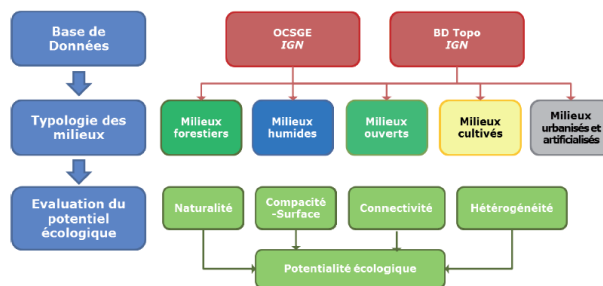 Base de
Données
OCSGE
IGN
BD Topo
IGN
Typologie des
milieux
Milieux
forestiers
Milieux
humides
Milieux
ouverts
Milieux
cultivés
Milieux
urbanisés et
artificialisés
Evaluation du
potentiel
écologique
Naturalité
Compacité
-Surface
Connectivité
Hétérogénéité
Potentialité écologique